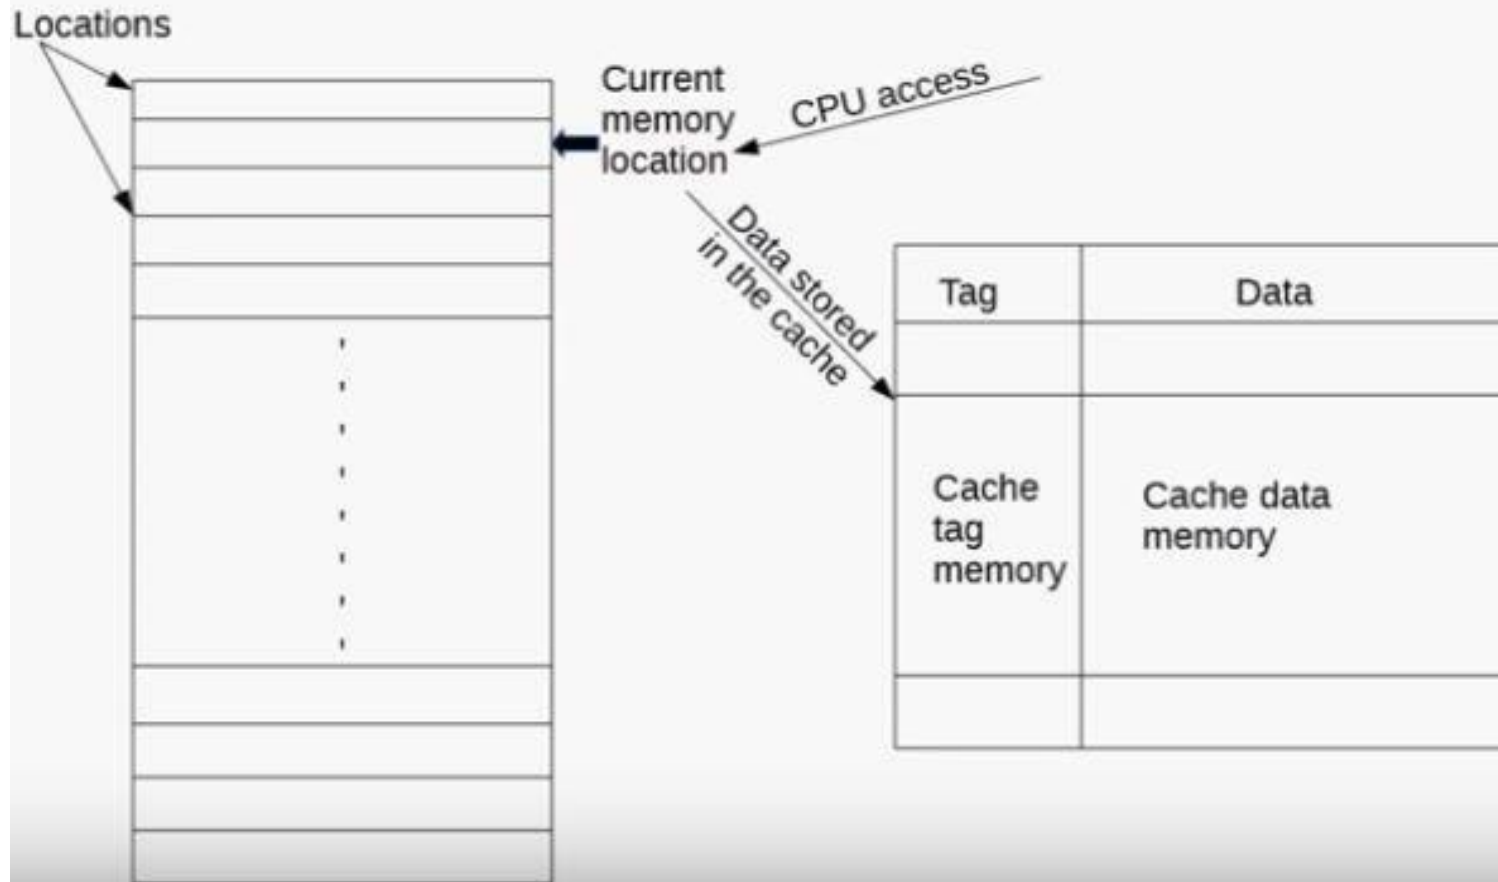 Locations
Current
memory
location
CPU access
Data stored
in the cache
Tag
Data
Cache
tag
memory
Cache data
memory